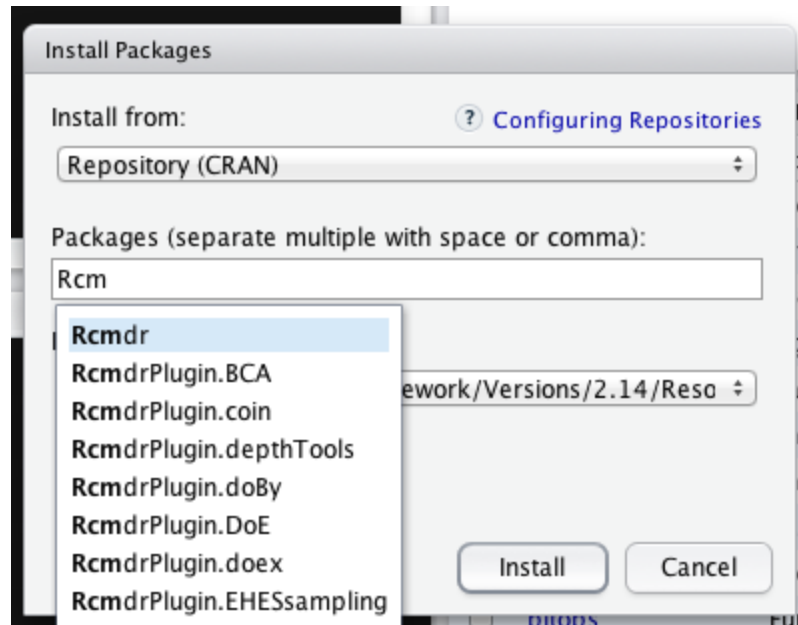 Install Packages
Install from:
? Configuring Repositories
Repository (CRAN)
Packages (separate multiple with space or comma):
Rcm
Rcmdr
RcmdrPlugin.BCA
ework/Versions/2.14/Reso
RcmdrPlugin.coin
RcmdrPlugin.depthTools
RcmdrPlugin.doBy
RcmdrPlugin.DoE
RcmdrPlugin.doex
RcmdrPlugin.EHESsampling
Install
Cancel